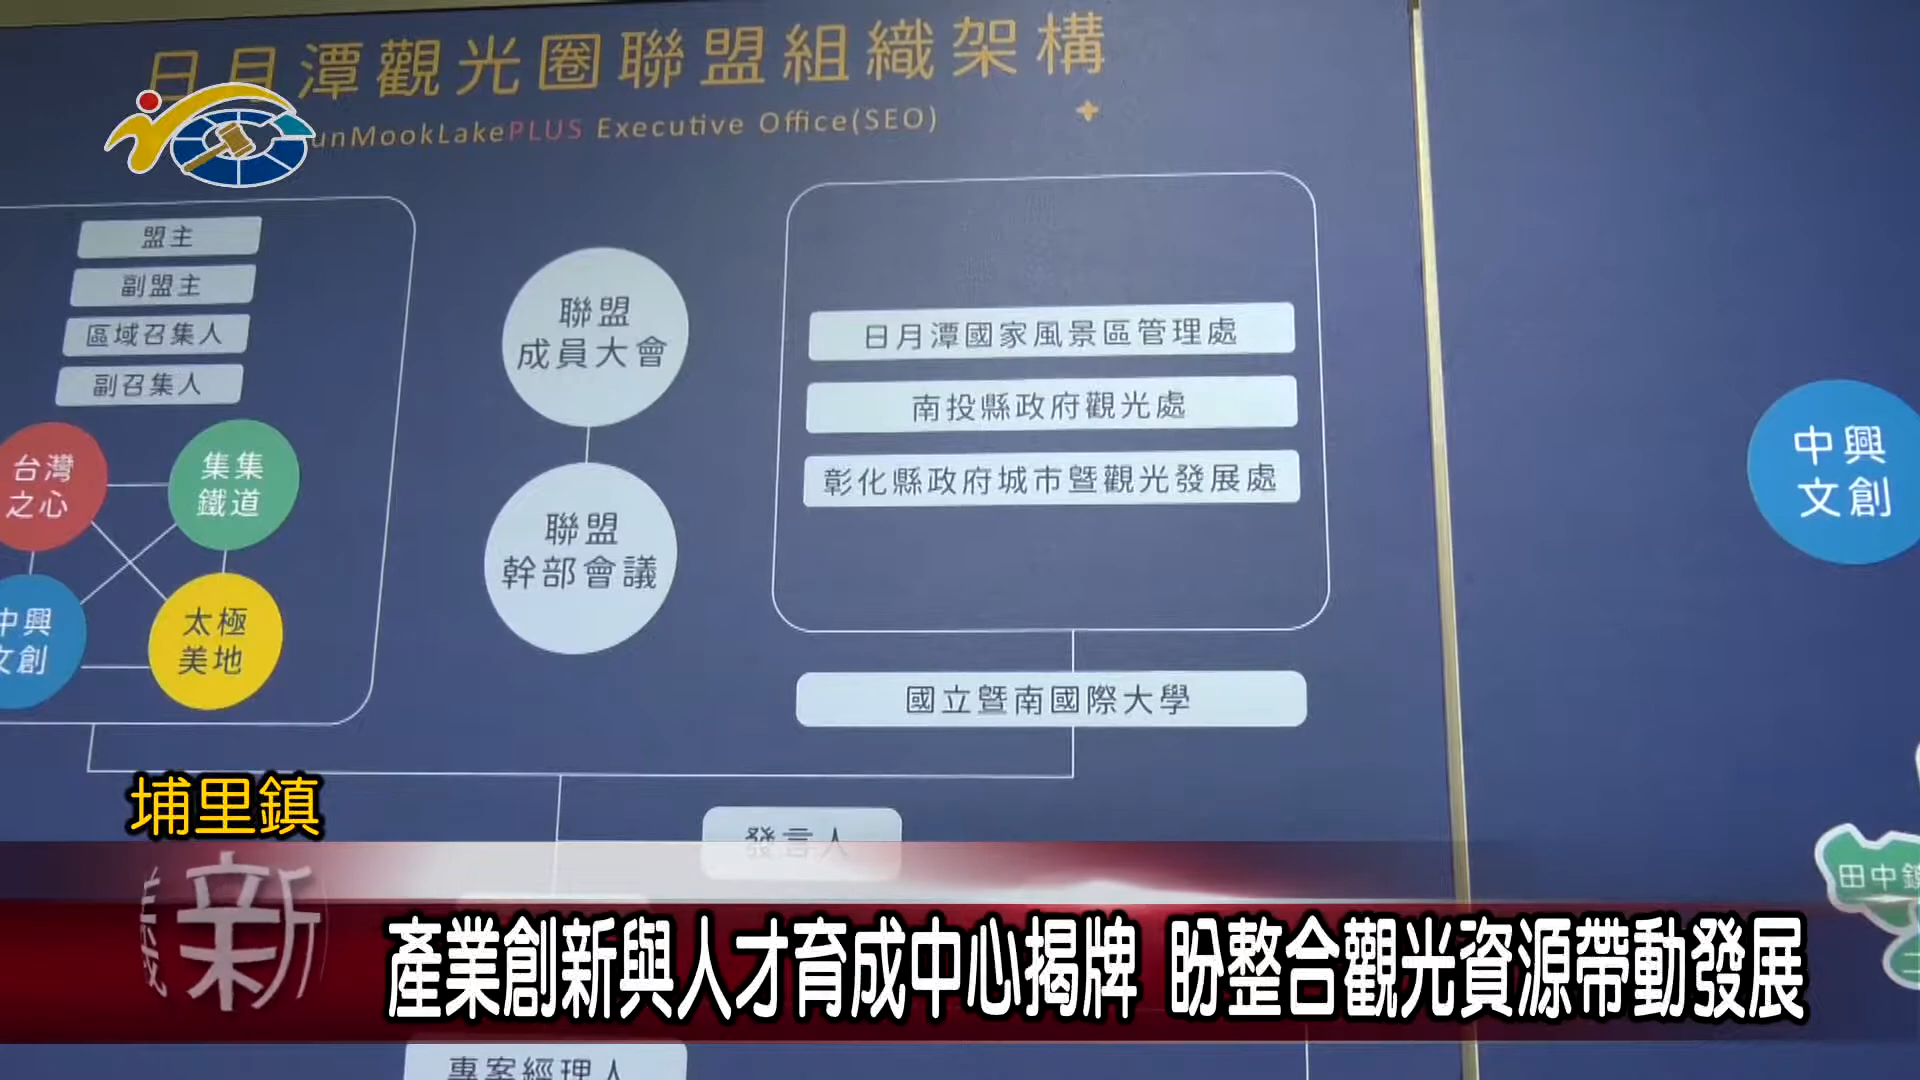 日月潭觀光圈聯盟組織架構
unMookLakePLUS Executive Office(SEO)
盟主
副盟主
區域召集人
副召集人
台灣
之心
集集
鐵道
中興
文創
太極
美地
聯盟
成員大會
聯盟
幹部會議
日月潭國家風景區管理處
南投縣政府觀光處
彰化縣政府城市暨觀光發展處
國立暨南國際大學
發言人
專案經理人
中興
文創
田中鎮
埔里鎮
新
產業創新與人才育成中心揭牌 盼整合觀光資源帶動發展